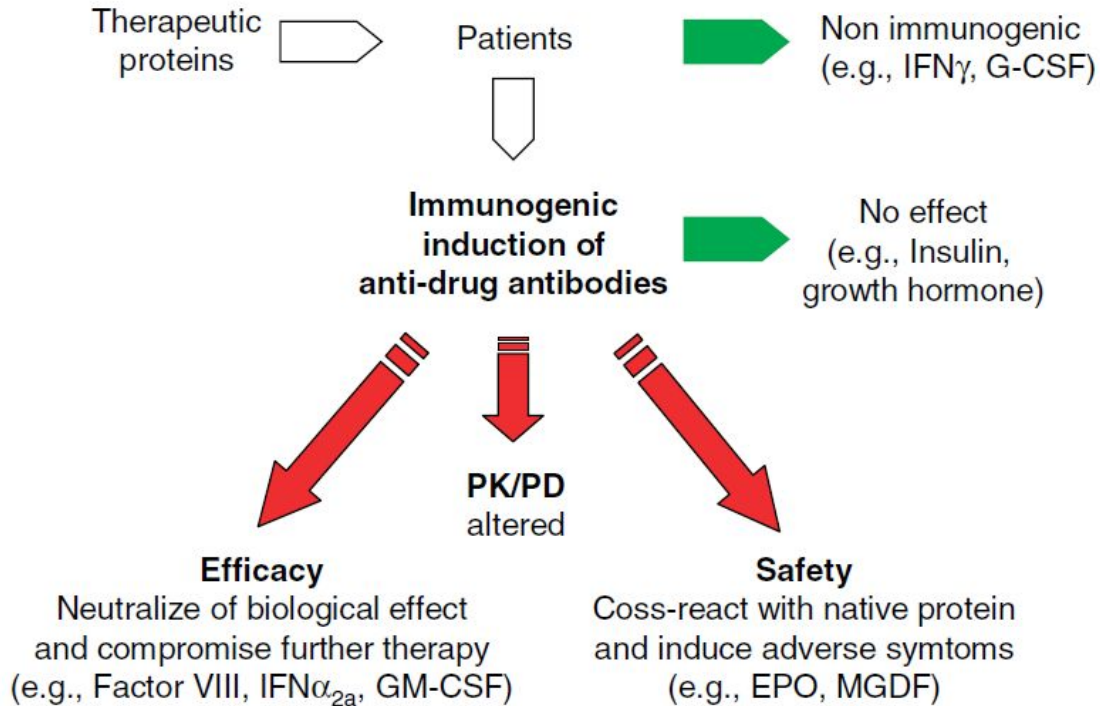 Therapeutic
proteins
Patients
Non immunogenic
(e.g., IFNγ, G-CSF)
Immunogenic
induction of
anti-drug antibodies
No effect
(e.g., Insulin,
growth hormone)
PK/PD
altered
Efficacy
Neutralize of biological effect
and compromise further therapy
(e.g., Factor VIII, IFNα2a, GM-CSF)
Safety
Coss-react with native protein
and induce adverse symtoms
(e.g., EPO, MGDF)